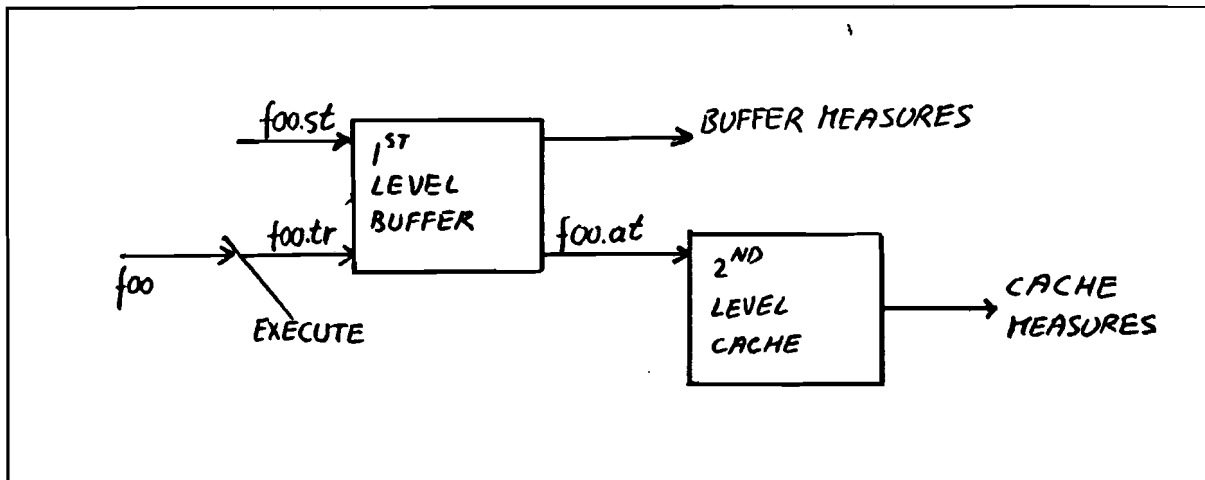 foo.st
1ST
LEVEL
BUFFER
BUFFER MEASURES
foo
foo.tr
EXECUTE
foo.at
2ND
LEVEL
CACHE
CACHE
MEASURES